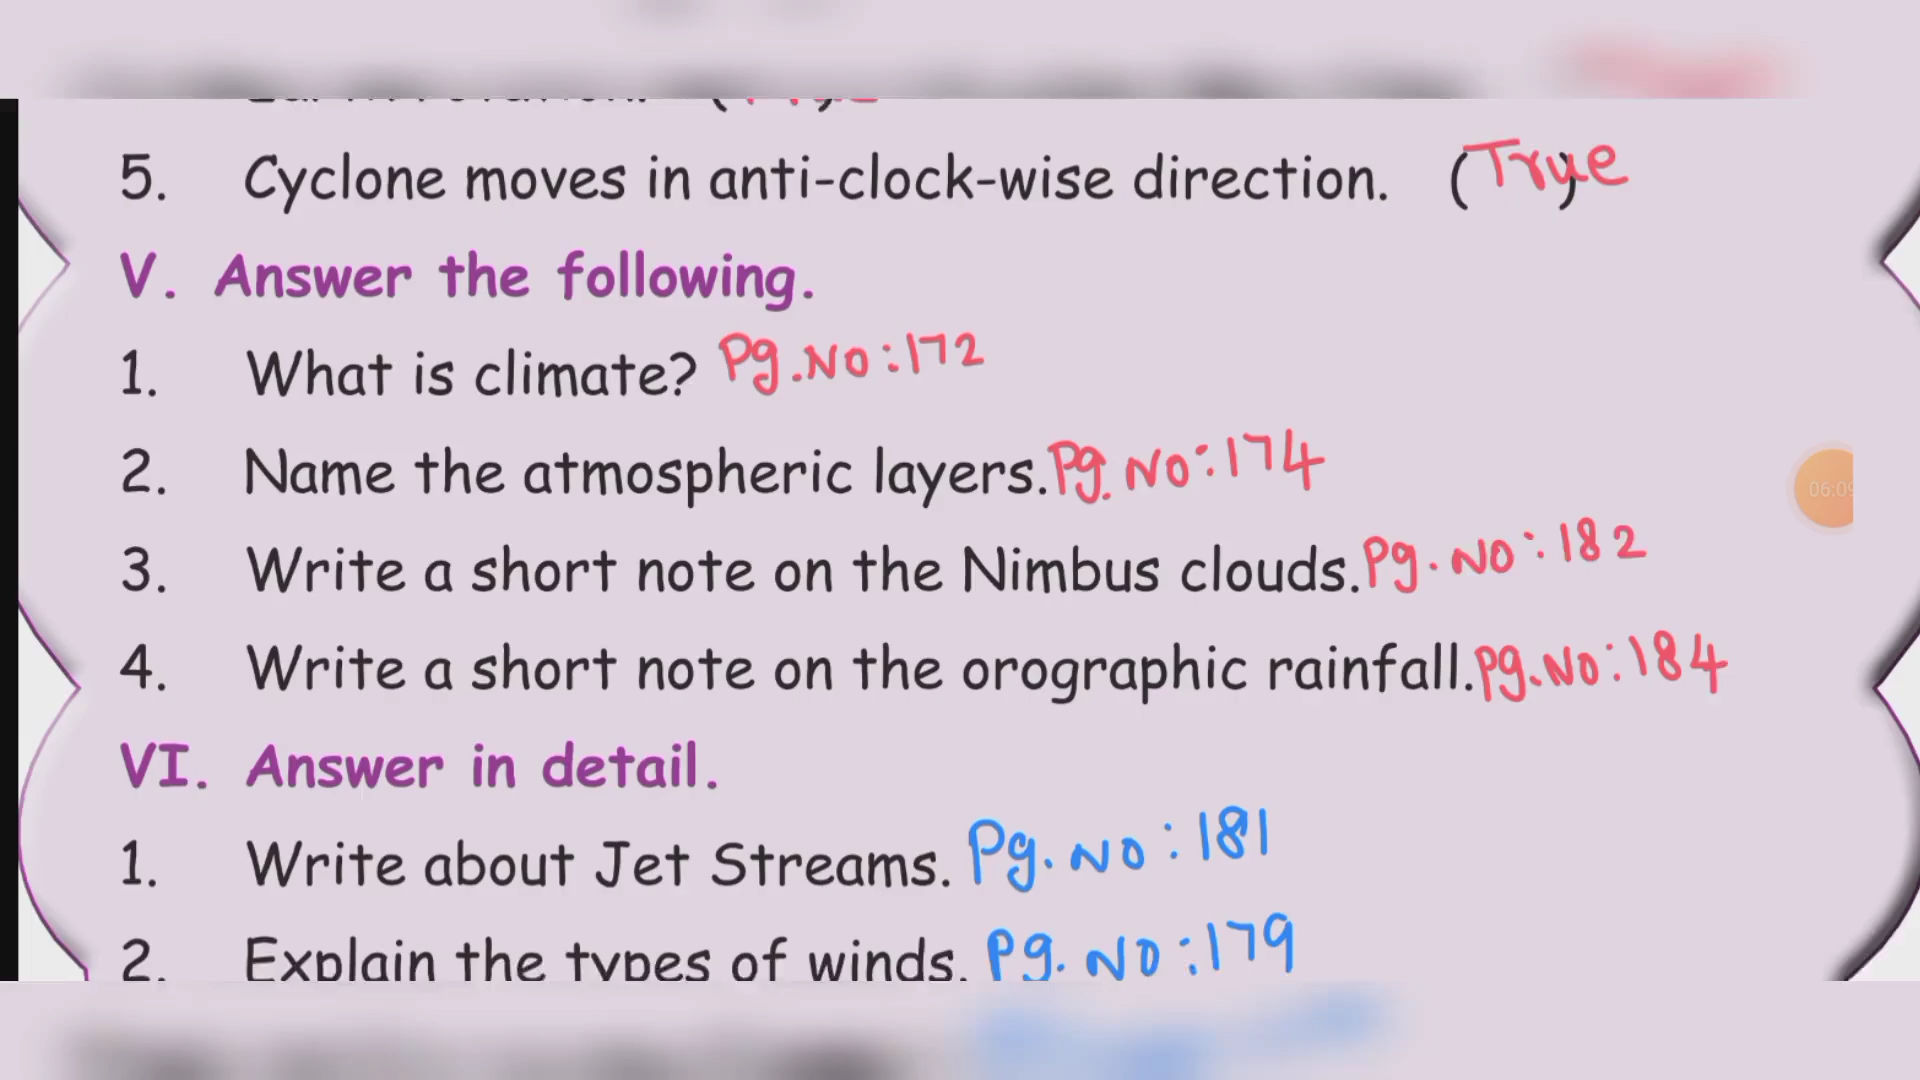 5. Cyclone moves in anti-clock-wise direction. (True)
V. Answer the following.
1. What is climate? Pg.No:172
2. Name the atmospheric layers. Pg.No:174
3. Write a short note on the Nimbus clouds. Pg.No:182
4. Write a short note on the orographic rainfall. Pg.No:184
06:09
VI. Answer in detail.
1. Write about Jet Streams. Pg.No:181
2. Explain the types of winds. Pg.No:179